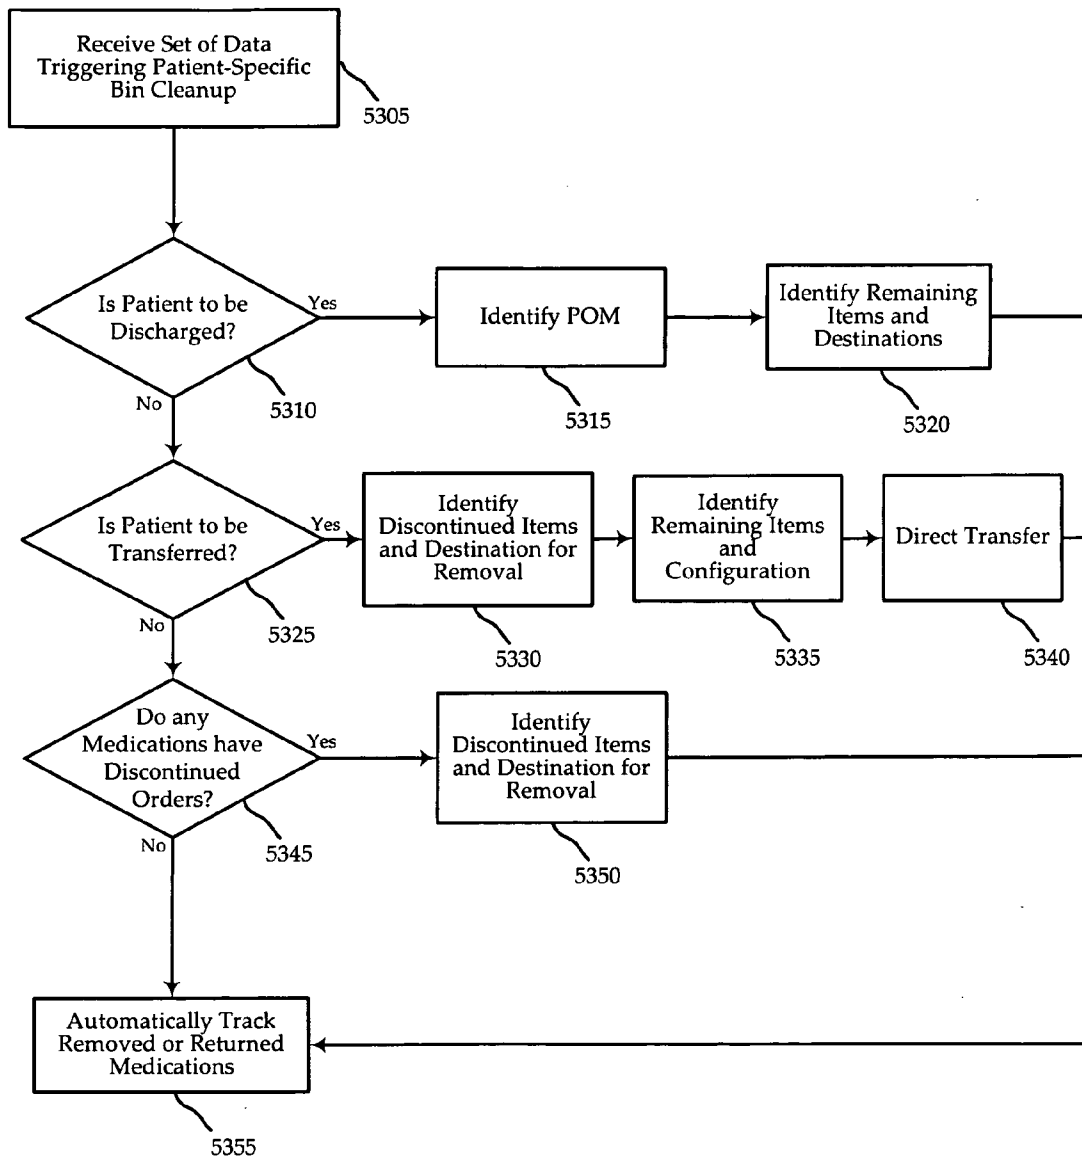 Receive Set of Data
Triggering Patient-Specific
Bin Cleanup
5305
Is Patient to be
Discharged?
Yes
No
5310
Identify POM
5315
Identify Remaining
Items and
Destinations
5320
Is Patient to be
Transferred?
Yes
No
5325
Identify
Discontinued Items
and Destination for
Removal
5330
Identify
Remaining Items
and
Configuration
5335
Direct Transfer
5340
Do any
Medications have
Discontinued
Orders?
Yes
No
5345
Identify
Discontinued Items
and Destination for
Removal
5350
Automatically Track
Removed or Returned
Medications
5355